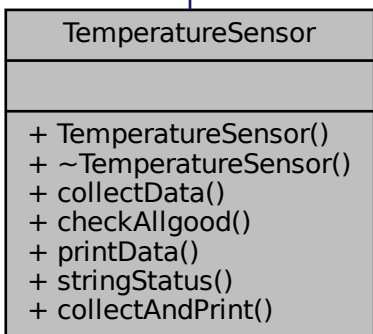 TemperatureSensor
+ TemperatureSensor()
+ ~TemperatureSensor()
+ collectData()
+ checkAllgood()
+ printData()
+ stringStatus()
+ collectAndPrint()